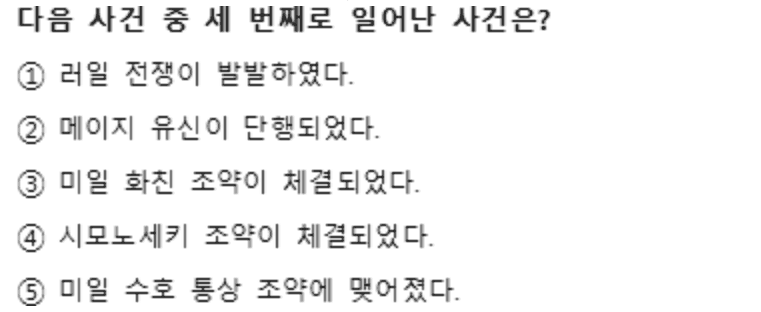 다음 사건 중 세 번째로 일어난 사건은?
① 러일 전쟁이 발발하였다.
② 메이지 유신이 단행되었다.
③ 미일 화친 조약이 체결되었다.
④ 시모노세키 조약이 체결되었다.
⑤ 미일 수호 통상 조약에 맺어졌다.